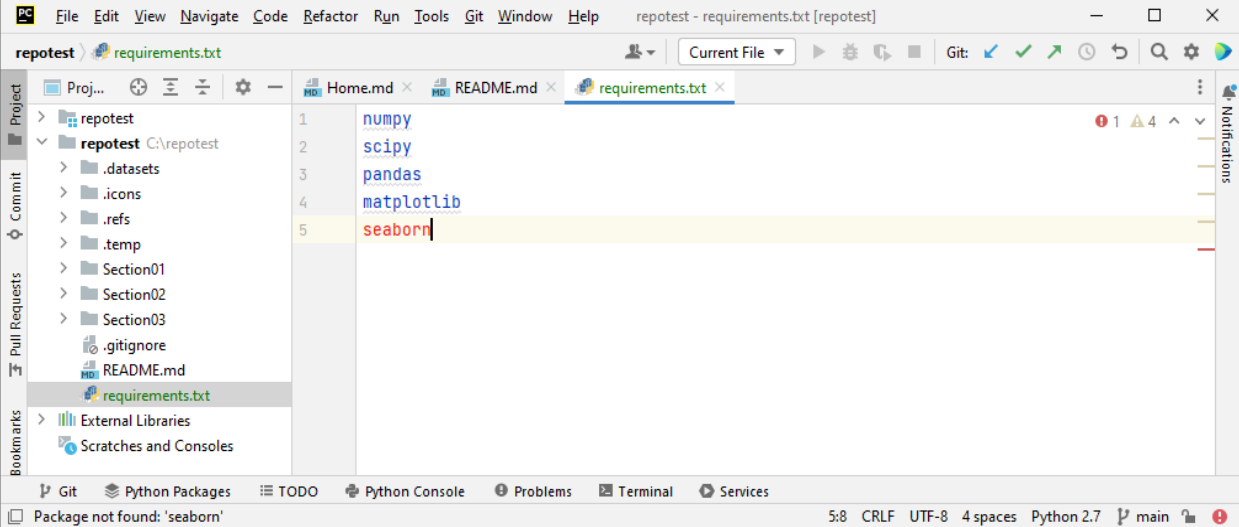 PC File Edit View Navigate Code Refactor Run Tools Git Window Help repotest - requirements.txt [repotest]
repotest requirements.txt Current File Git:
Proj... Home.md README.md requirements.txt
Project
Commit
Pull Requests
Bookmarks
repotest
repotest C:\repotest
.datasets
.icons
.refs
.temp
Section01
Section02
Section03
.gitignore
MD README.md
requirements.txt
External Libraries
Scratches and Consoles
1 numpy
2 scipy
3 pandas
4 matplotlib
5 seaborn
1 4
Notifications
Git Python Packages TODO Python Console Problems Terminal Services
Package not found: 'seaborn' 5:8 CRLF UTF-8 4 spaces Python 2.7 main